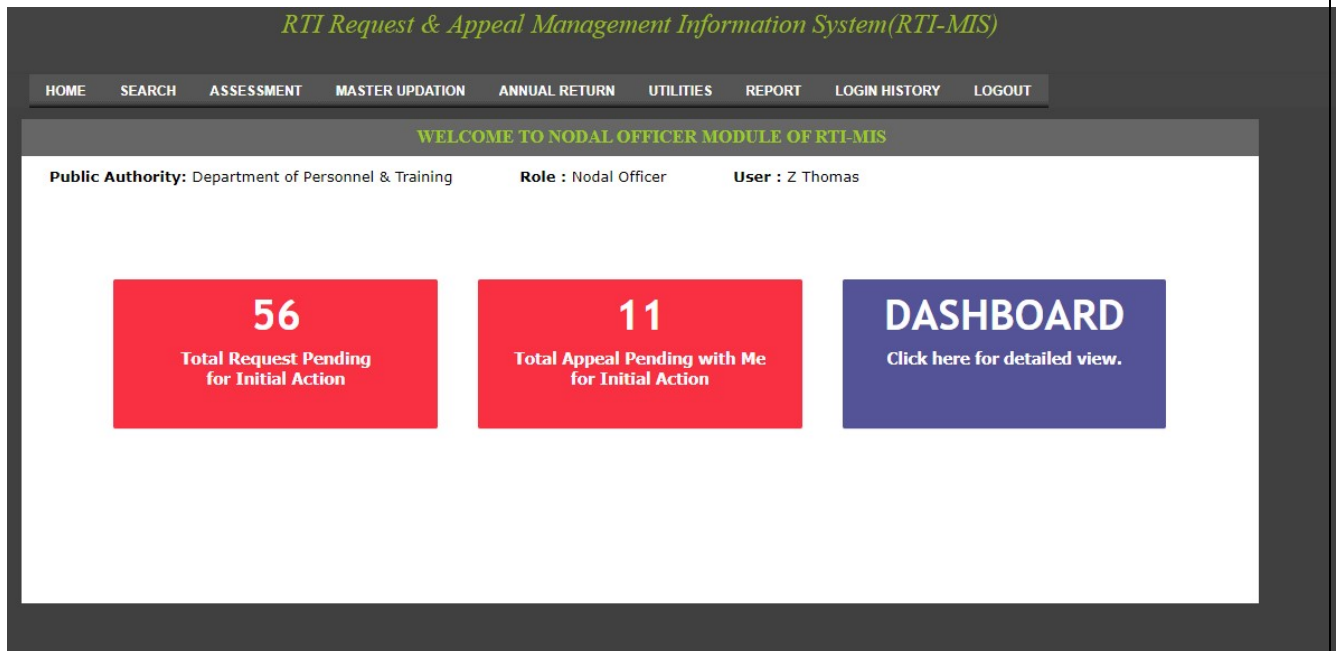 RTI Request & Appeal Management Information System(RTI-MIS)
HOME SEARCH ASSESSMENT MASTER UPDATION ANNUAL RETURN UTILITIES REPORT LOGIN HISTORY LOGOUT
WELCOME TO NODAL OFFICER MODULE OF RTI-MIS
Public Authority: Department of Personnel & Training Role : Nodal Officer User : Z Thomas
56
Total Request Pending
for Initial Action
11
Total Appeal Pending with Me
for Initial Action
DASHBOARD
Click here for detailed view.